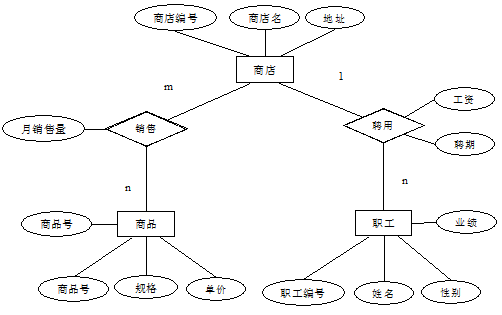 商店编号
商店名
地址
商店
m
1
工资
月销售量
销售
聘用
聘期
n
n
商品号
商品
职工
业绩
商品号
规格
单价
职工编号
姓名
性别